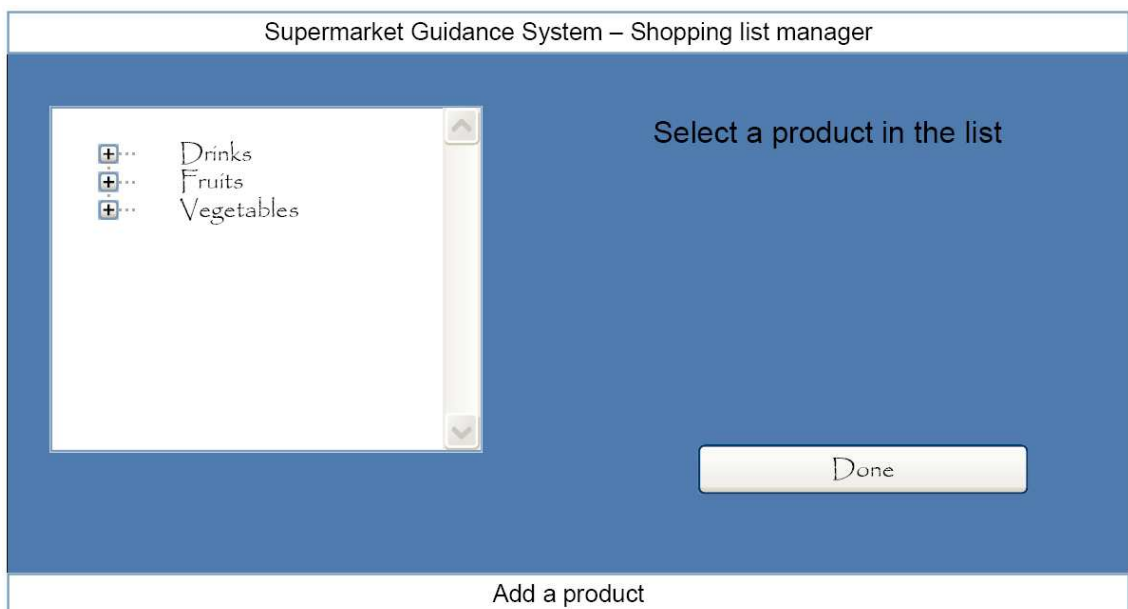 Supermarket Guidance System – Shopping list manager
Drinks
Fruits
Vegetables
Select a product in the list
Done
Add a product